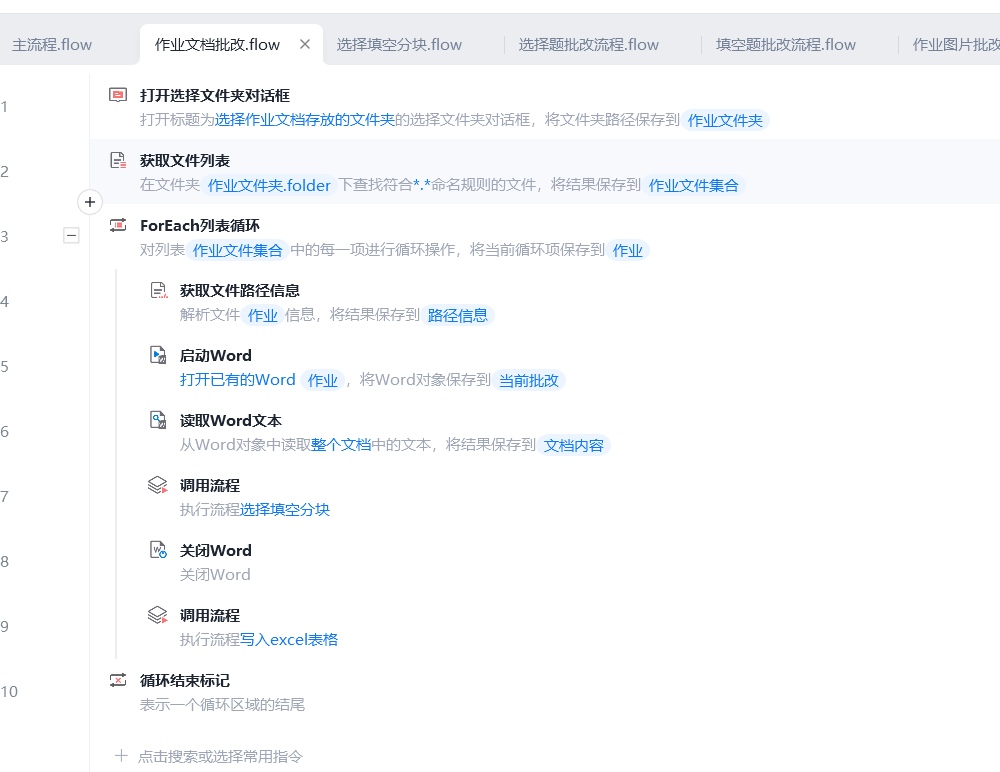 主流程.flow 作业文档批改.flow 选择填空分块.flow 选择题批改流程.flow 填空题批改流程.flow 作业图片批改
1 打开选择文件夹对话框
打开标题为选择作业文档存放的文件夹的选择文件夹对话框，将文件夹路径保存到 作业文件夹
2 获取文件列表
在文件夹 作业文件夹.folder 下查找符合*.*命名规则的文件，将结果保存到 作业文件集合
3 ForEach列表循环
对列表 作业文件集合 中的每一项进行循环操作，将当前循环项保存到 作业
4 获取文件路径信息
解析文件 作业 信息，将结果保存到 路径信息
5 启动Word
打开已有的Word 作业 ，将Word对象保存到 当前批改
6 读取Word文本
从Word对象中读取整个文档中的文本，将结果保存到 文档内容
7 调用流程
执行流程选择填空分块
8 关闭Word
关闭Word
9 调用流程
执行流程写入excel表格
10 循环结束标记
表示一个循环区域的结尾
点击搜索或选择常用指令